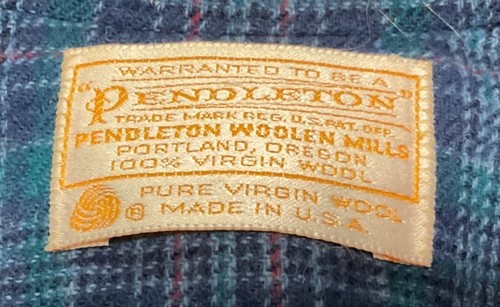 WARRANTED TO BE A
"PENDLETON"
TRADE MARK REG. U.S. PAT. OFF.
PENDLETON WOOLEN MILLS
PORTLAND, OREGON
100% VIRGIN WOOL
PURE VIRGIN WOOL
® MADE IN U.S.A.